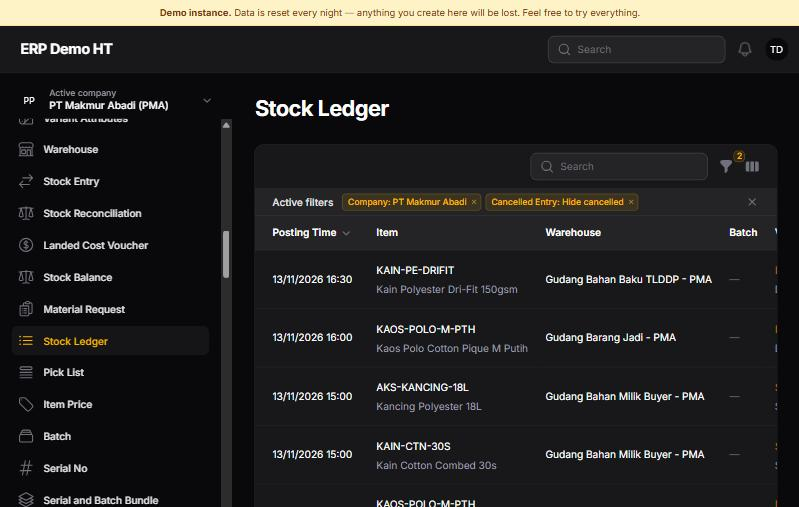 Demo instance. Data is reset every night — anything you create here will be lost. Feel free to try everything.
ERP Demo HT
Search
TD
PP
Active company
PT Makmur Abadi (PMA)
Variant Attributes
Warehouse
Stock Entry
Stock Reconciliation
Landed Cost Voucher
Stock Balance
Material Request
Stock Ledger
Pick List
Item Price
Batch
Serial No
Serial and Batch Bundle
Stock Ledger
Search
2
Active filters
Company: PT Makmur Abadi ×
Cancelled Entry: Hide cancelled ×
Posting Time
Item
Warehouse
Batch
13/11/2026 16:30
KAIN-PE-DRIFIT
Kain Polyester Dri-Fit 150gsm
Gudang Bahan Baku TLDDP - PMA
—
13/11/2026 16:00
KAOS-POLO-M-PTH
Kaos Polo Cotton Pique M Putih
Gudang Barang Jadi - PMA
—
13/11/2026 15:00
AKS-KANCING-18L
Kancing Polyester 18L
Gudang Bahan Milik Buyer - PMA
—
13/11/2026 15:00
KAIN-CTN-30S
Kain Cotton Combed 30s
Gudang Bahan Milik Buyer - PMA
—
KAOS-POLO-M-PTH